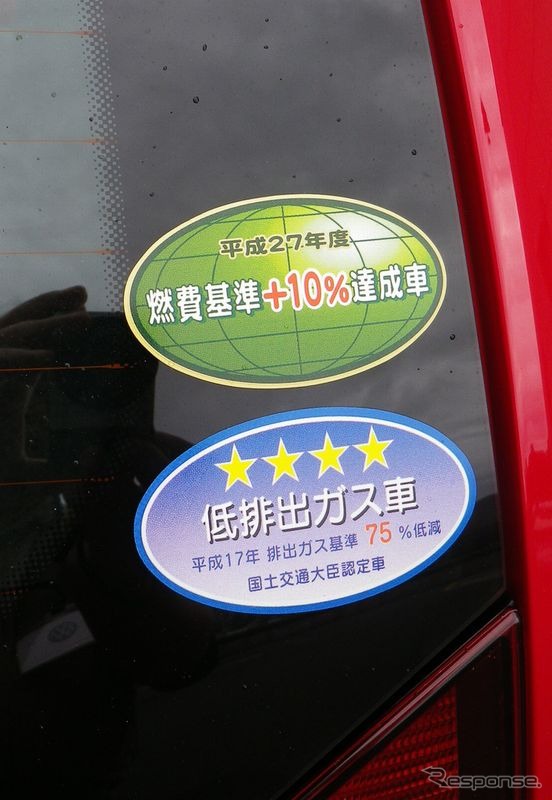 平成27年度
燃費基準+10%達成車
★★★★
低排出ガス車
平成17年 排出ガス基準 75 %低減
国土交通大臣認定車
Response.